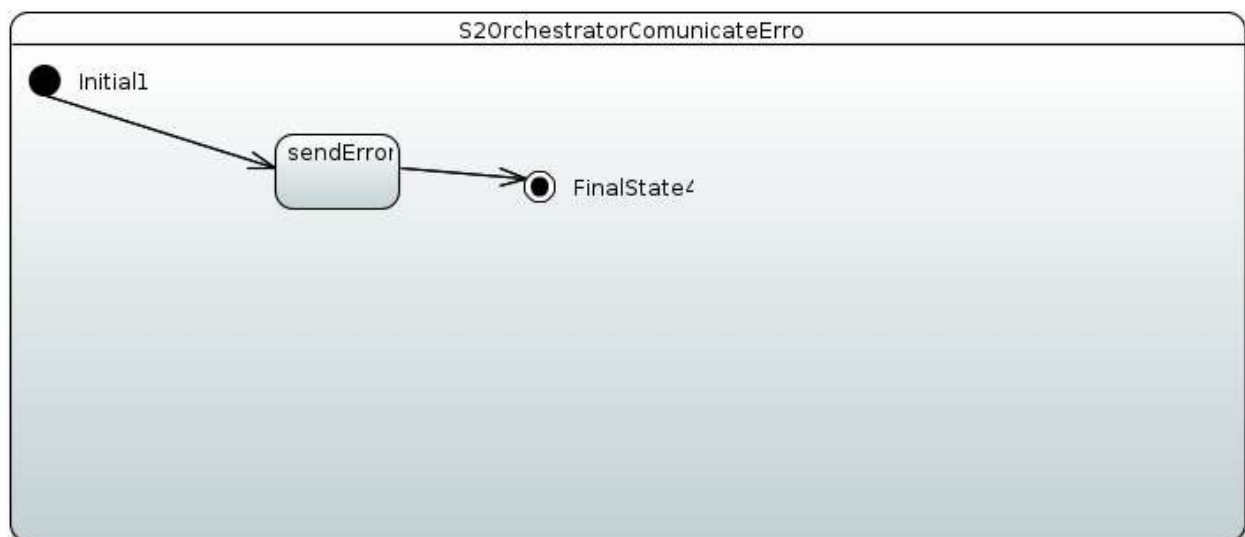 S2OrchestratorComunicateErro
Initial1
sendError
FinalState4